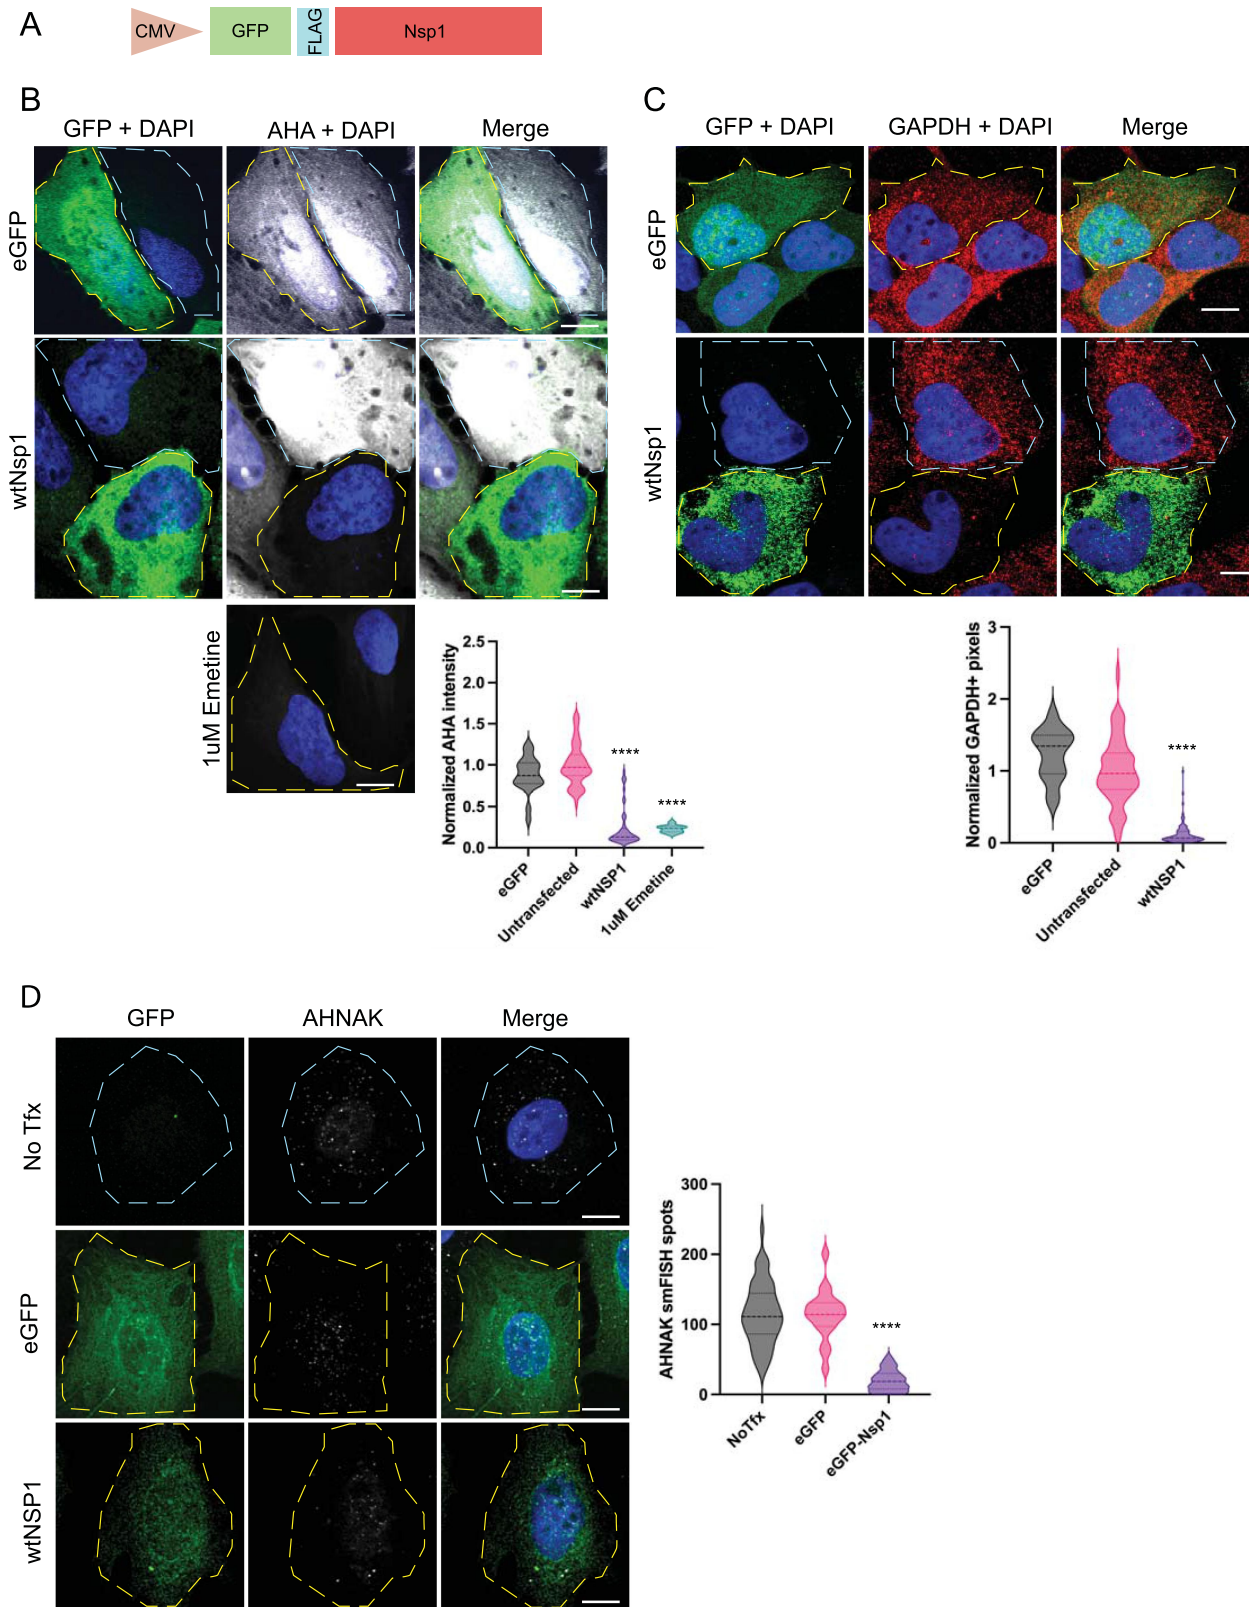 A
CMV
GFP
FLAG
Nsp1
B
GFP + DAPI
AHA + DAPI
Merge
eGFP
wtNsp1
1uM Emetine
Normalized AHA intensity
2.5
2.0
1.5
1.0
0.5
0.0
****
****
eGFP
Untransfected
wtNSP1
1uM Emetine
C
GFP + DAPI
GAPDH + DAPI
Merge
eGFP
wtNsp1
Normalized GAPDH+ pixels
3
2
1
0
****
eGFP
Untransfected
wtNSP1
D
GFP
AHNAK
Merge
No Tfx
eGFP
wtNSP1
AHNAK smFISH spots
300
200
100
0
****
NoTfx
eGFP
eGFP-Nsp1